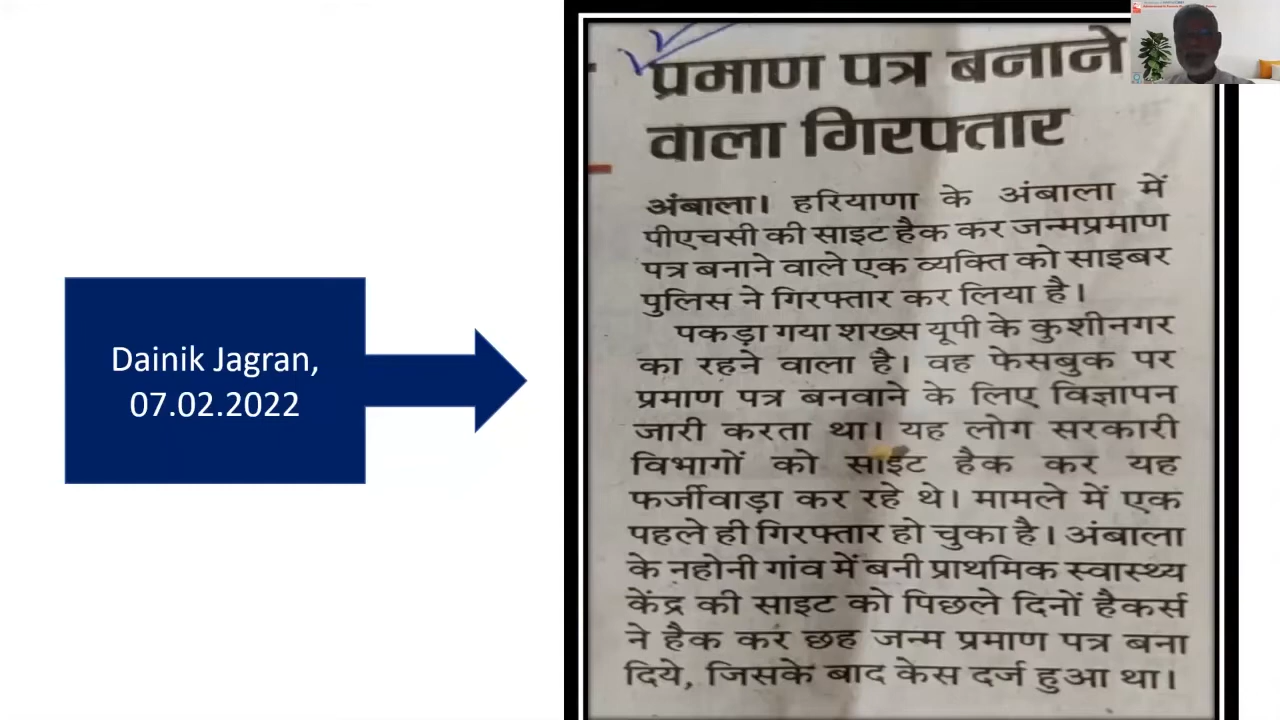 Dainik Jagran,
07.02.2022
प्रमाण पत्र बनाने
वाला गिरफ्तार
अंबाला। हरियाणा के अंबाला में
पीएचसी की साइट हैक कर जन्मप्रमाण
पत्र बनाने वाले एक व्यक्ति को साइबर
पुलिस ने गिरफ्तार कर लिया है।
पकड़ा गया शख्स यूपी के कुशीनगर
का रहने वाला है। वह फेसबुक पर
प्रमाण पत्र बनवाने के लिए विज्ञापन
जारी करता था। यह लोग सरकारी
विभागों को साइट हैक कर यह
फर्जीवाड़ा कर रहे थे। मामले में एक
पहले ही गिरफ्तार हो चुका है। अंबाला
के नहोनी गांव में बनी प्राथमिक स्वास्थ्य
केंद्र की साइट को पिछले दिनों हैकर्स
ने हैक कर छह जन्म प्रमाण पत्र बना
दिये, जिसके बाद केस दर्ज हुआ था।